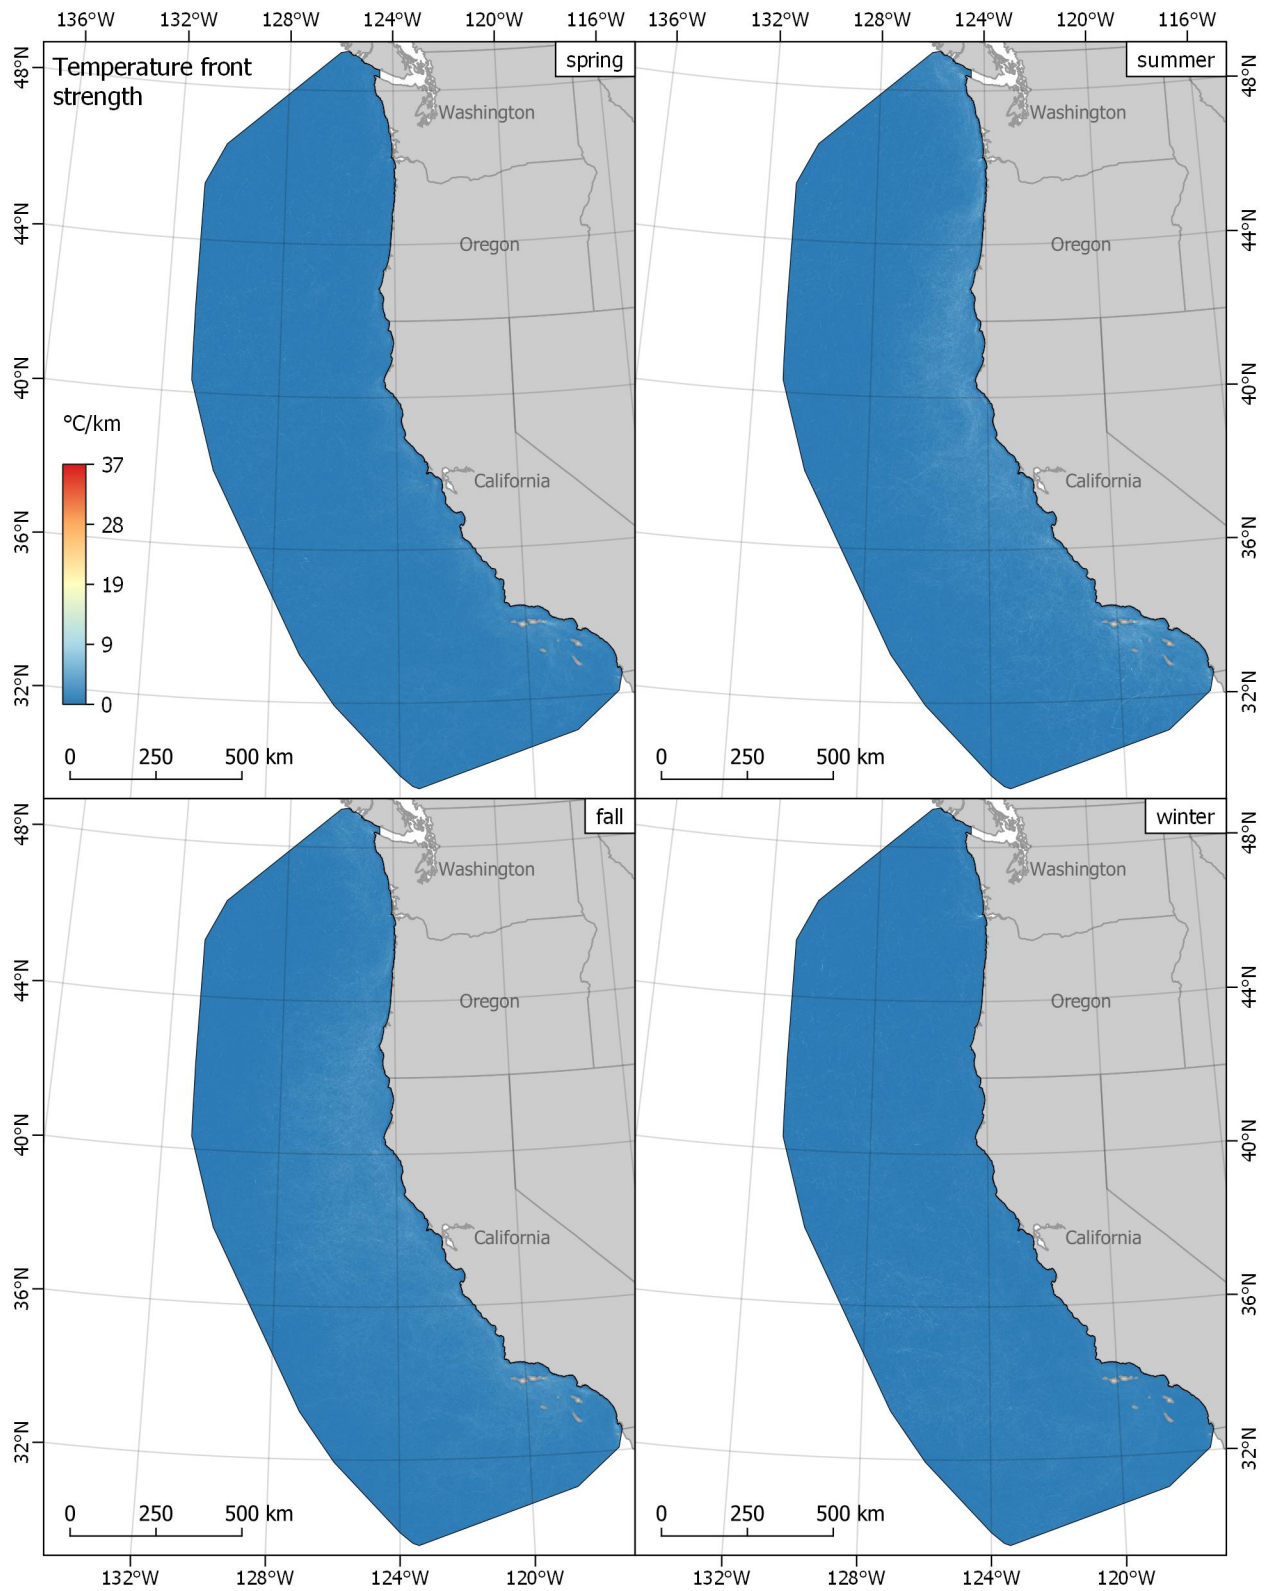 136°W 132°W 128°W 124°W 120°W 116°W 136°W 132°W 128°W 124°W 120°W 116°W
Temperature front
strength
spring
summer
48°N
44°N
40°N
36°N
32°N
Washington
Oregon
California
°C/km
37
28
19
9
0
0 250 500 km
Washington
Oregon
California
48°N
44°N
40°N
36°N
32°N
0 250 500 km
fall
winter
48°N
44°N
40°N
36°N
32°N
Washington
Oregon
California
0 250 500 km
Washington
Oregon
California
48°N
44°N
40°N
36°N
32°N
0 250 500 km
132°W 128°W 124°W 120°W 132°W 128°W 124°W 120°W